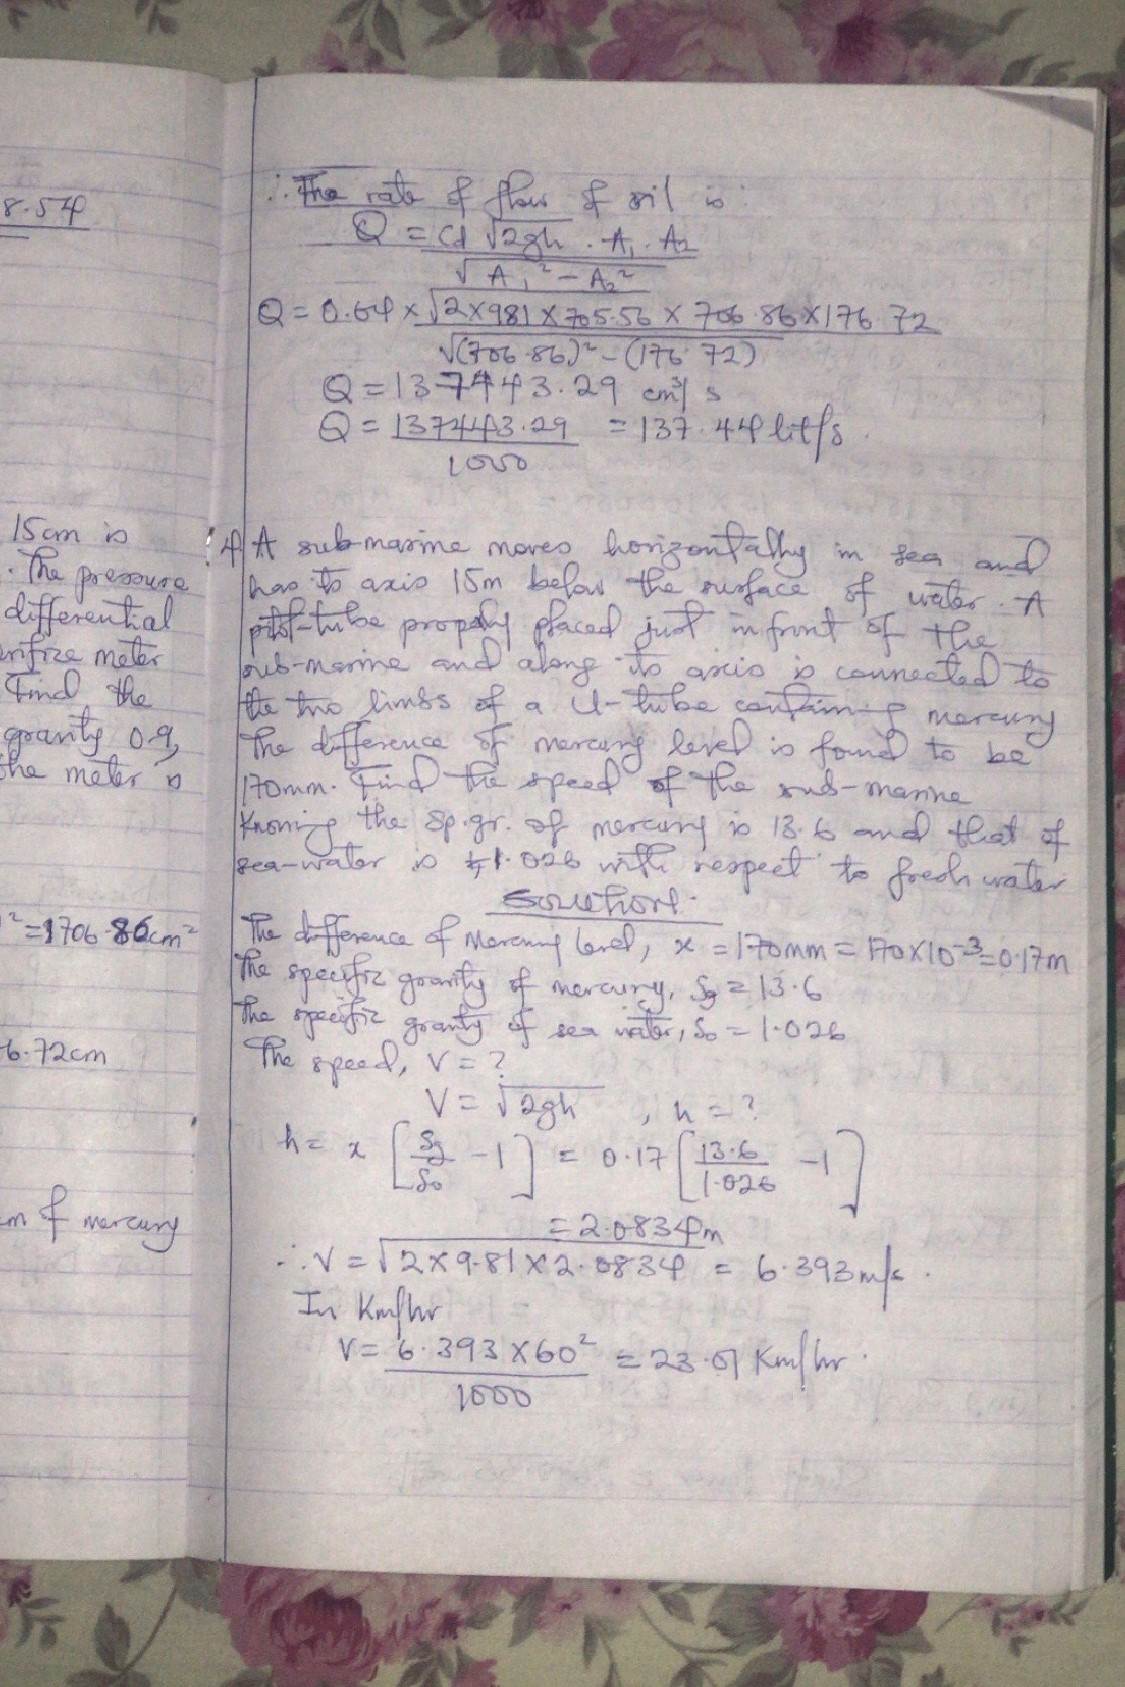 8.54
15cm is
. The pressure
differential
orifice meter
Find the
gravity 0.9,
the meter is
² = 1706.86cm²
6.72cm
cm of mercury
∴ The rate of flow of oil is:
Q = Cd √2gh . A₁ . A₂
√A₁² - A₂²
Q = 0.64 × √2×981×705.56 × 706.86×176.72
√(706.86)² - (176.72)
Q = 137443.29 cm³/s
Q = 137443.29 = 137.44lit/s.
1000
4) A sub-marine moves horizontally in sea and
has its axis 15m below the surface of water. A
pitot-tube properly placed just infront of the
sub-marine and along its axis is connected to
the two limbs of a U-tube containing mercury
The difference of mercury level is found to be
170mm. Find the speed of the sub-marine
Knowing the sp.gr. of mercury is 13.6 and that of
sea-water is 1.026 with respect to fresh water
Solution.
The difference of Mercury level, x = 170mm = 170×10⁻³=0.17m
The specific gravity of mercury, Sg = 13.6
The specific gravity of sea water, So = 1.026
The speed, V = ?
V = √2gh , h = ?
h = x [Sg/So - 1] = 0.17 [13.6/1.026 - 1]
= 2.0834m
∴ V = √2×9.81×2.0834 = 6.393m/s.
In Km/hr
V = 6.393 × 60² = 23.01 Km/hr.
1000